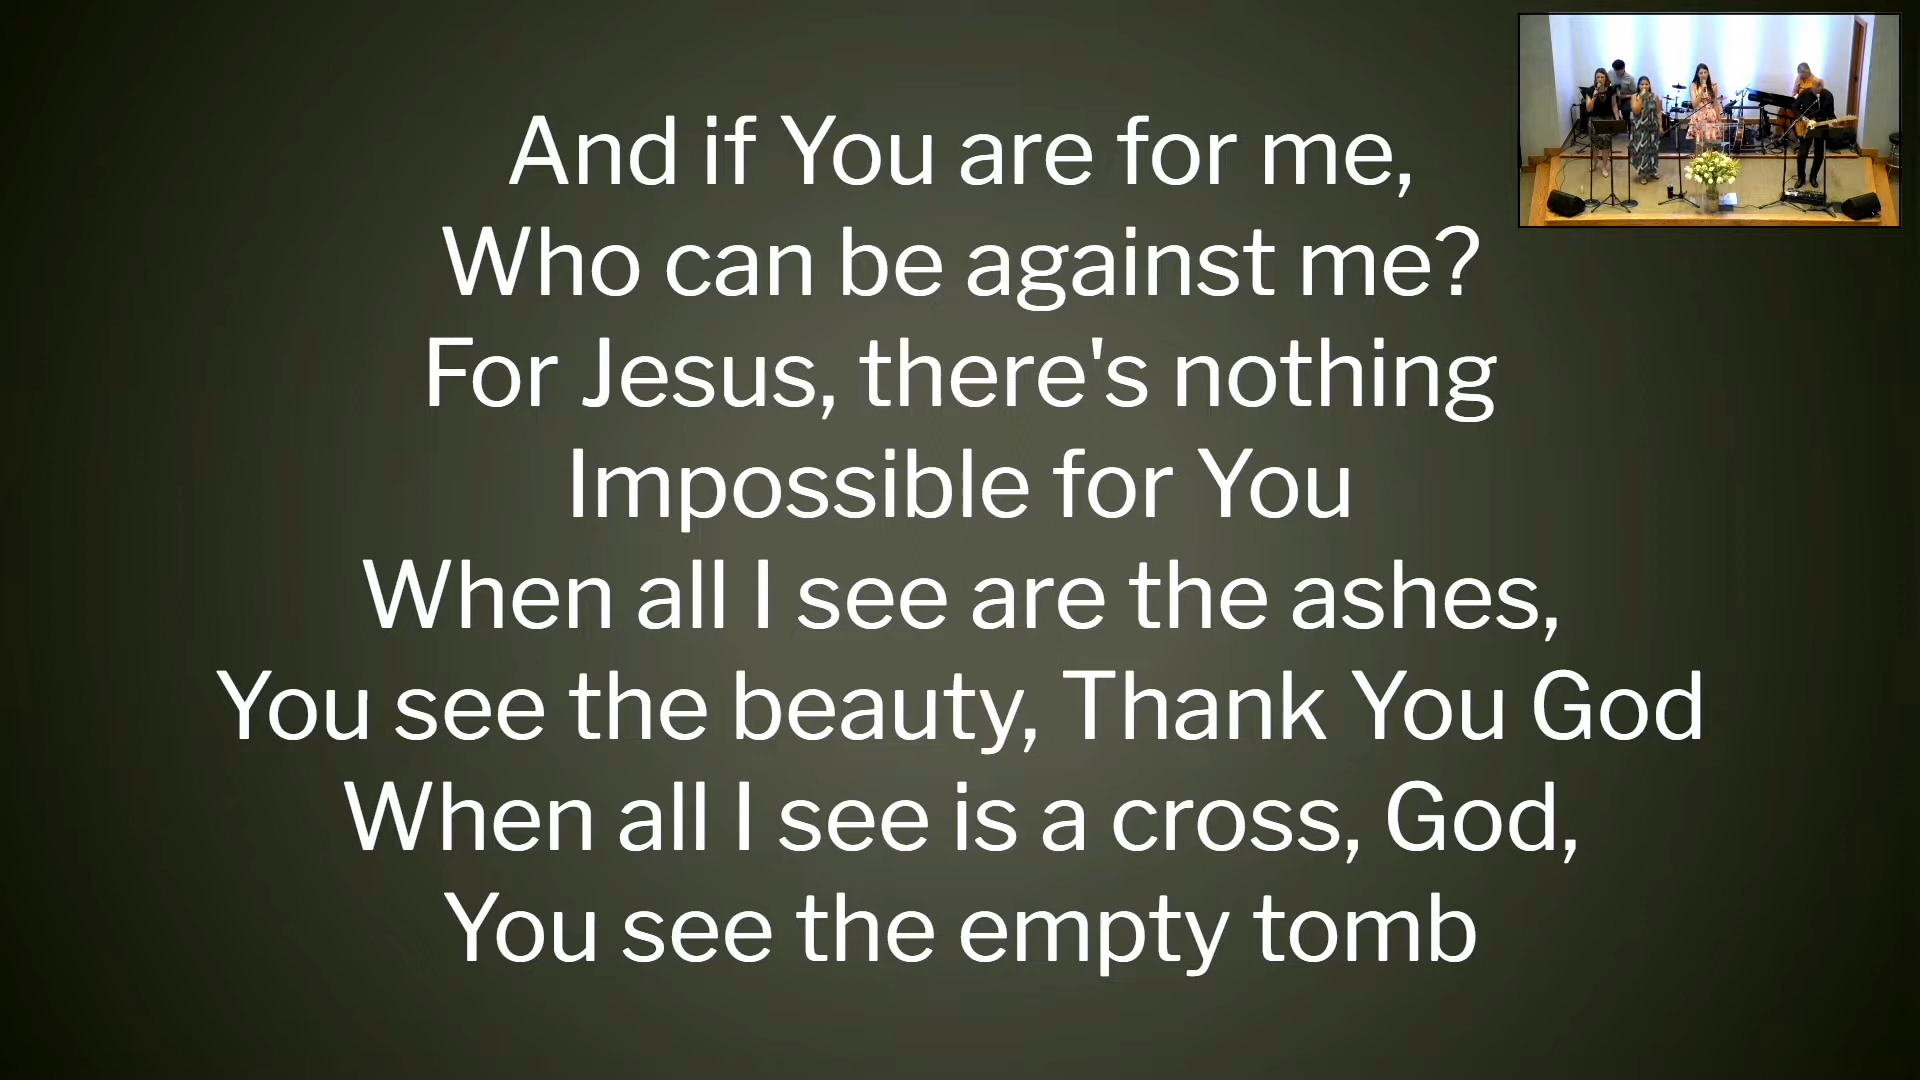 And if You are for me,
Who can be against me?
For Jesus, there's nothing
Impossible for You
When all I see are the ashes,
You see the beauty, Thank You God
When all I see is a cross, God,
You see the empty tomb